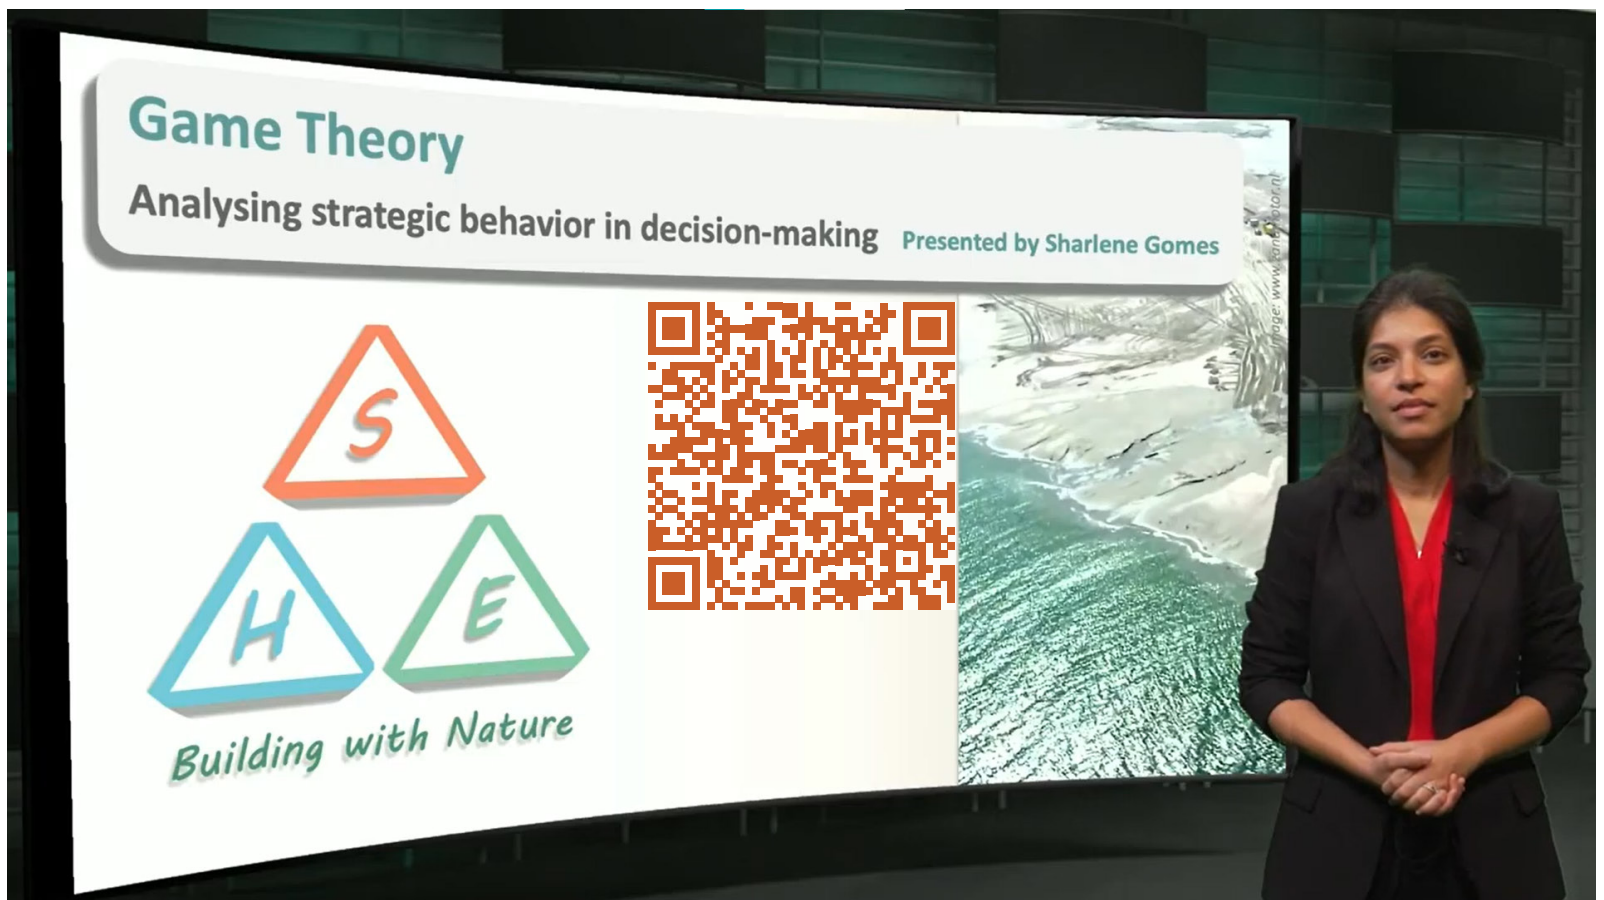 Game Theory
Analysing strategic behavior in decision-making
Presented by Sharlene Gomes
S
H
E
Building with Nature